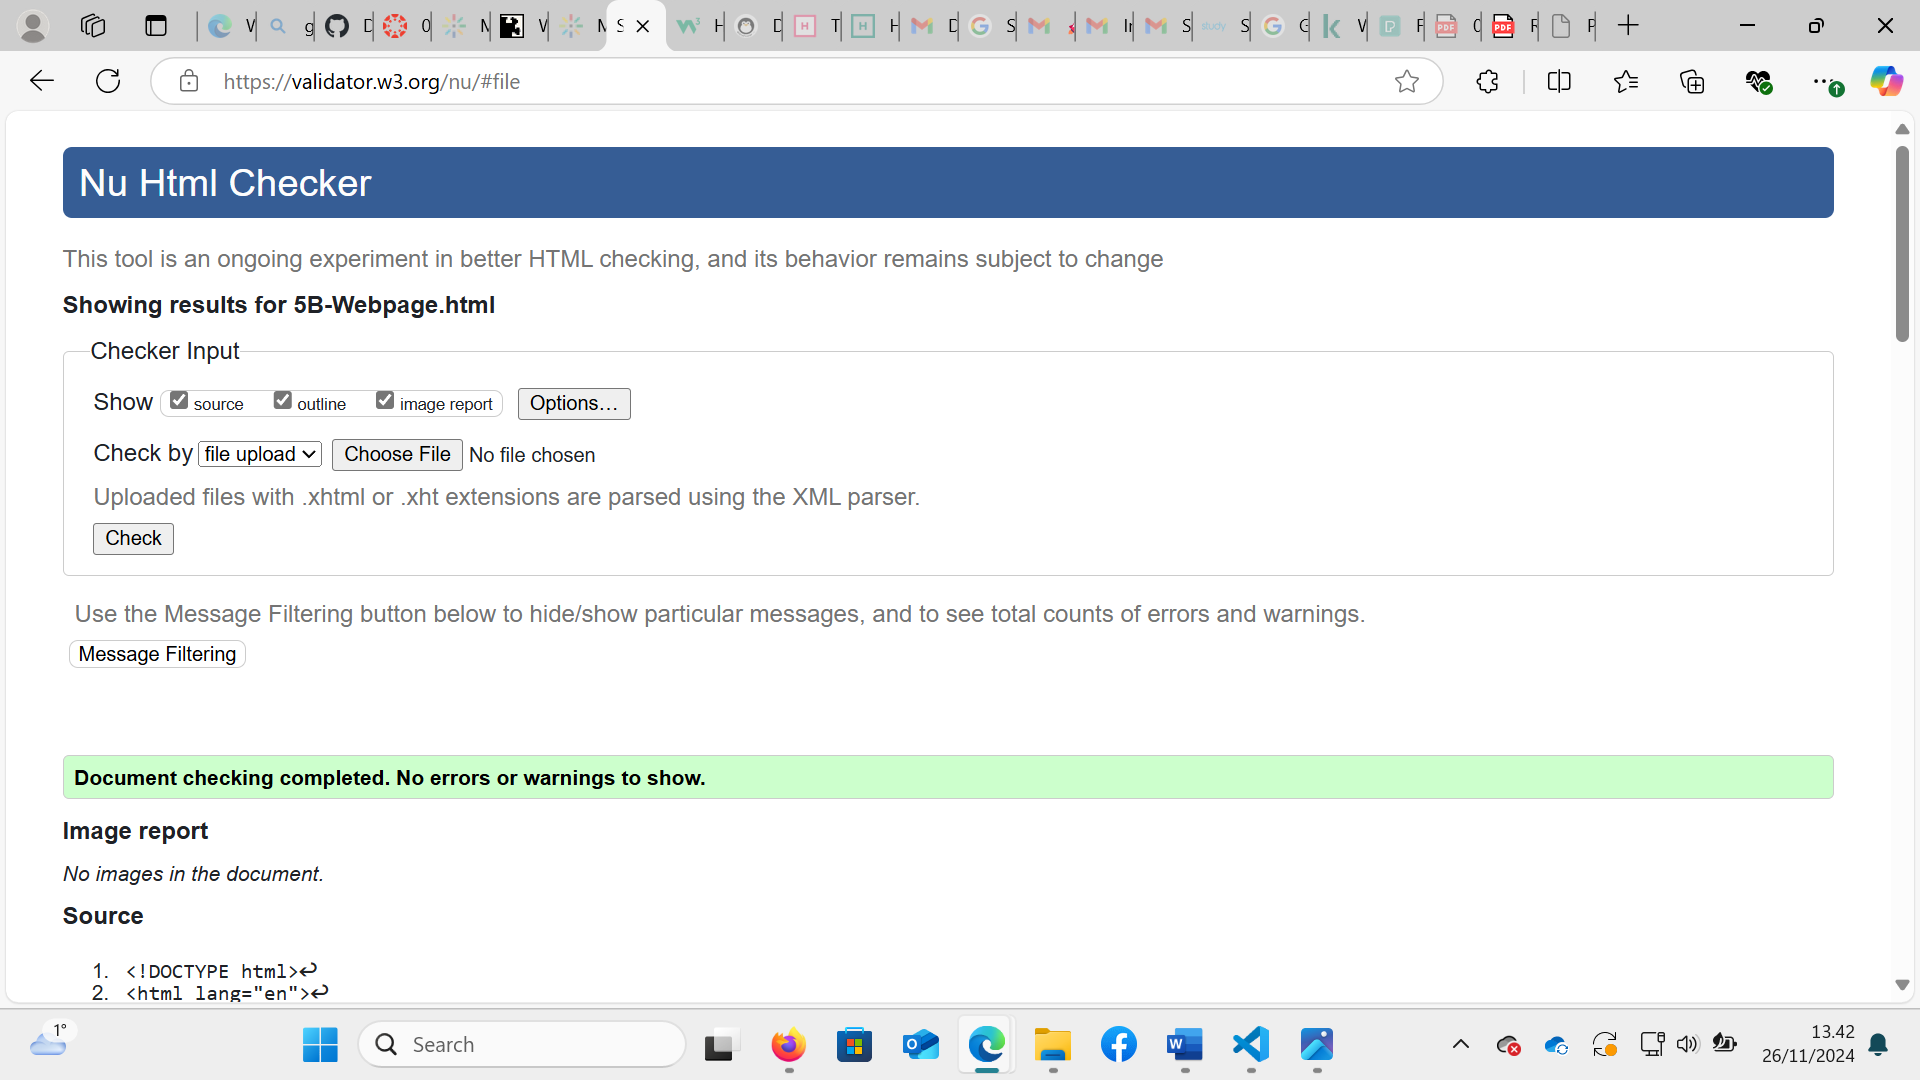 https://validator.w3.org/nu/#file
Nu Html Checker
This tool is an ongoing experiment in better HTML checking, and its behavior remains subject to change
Showing results for 5B-Webpage.html
Checker Input
Show source outline image report Options…
Check by file upload Choose File No file chosen
Uploaded files with .xhtml or .xht extensions are parsed using the XML parser.
Check
Use the Message Filtering button below to hide/show particular messages, and to see total counts of errors and warnings.
Message Filtering
Document checking completed. No errors or warnings to show.
Image report
No images in the document.
Source
1. <!DOCTYPE html>↩
2. <html lang="en">↩
1°
Search
13.42
26/11/2024